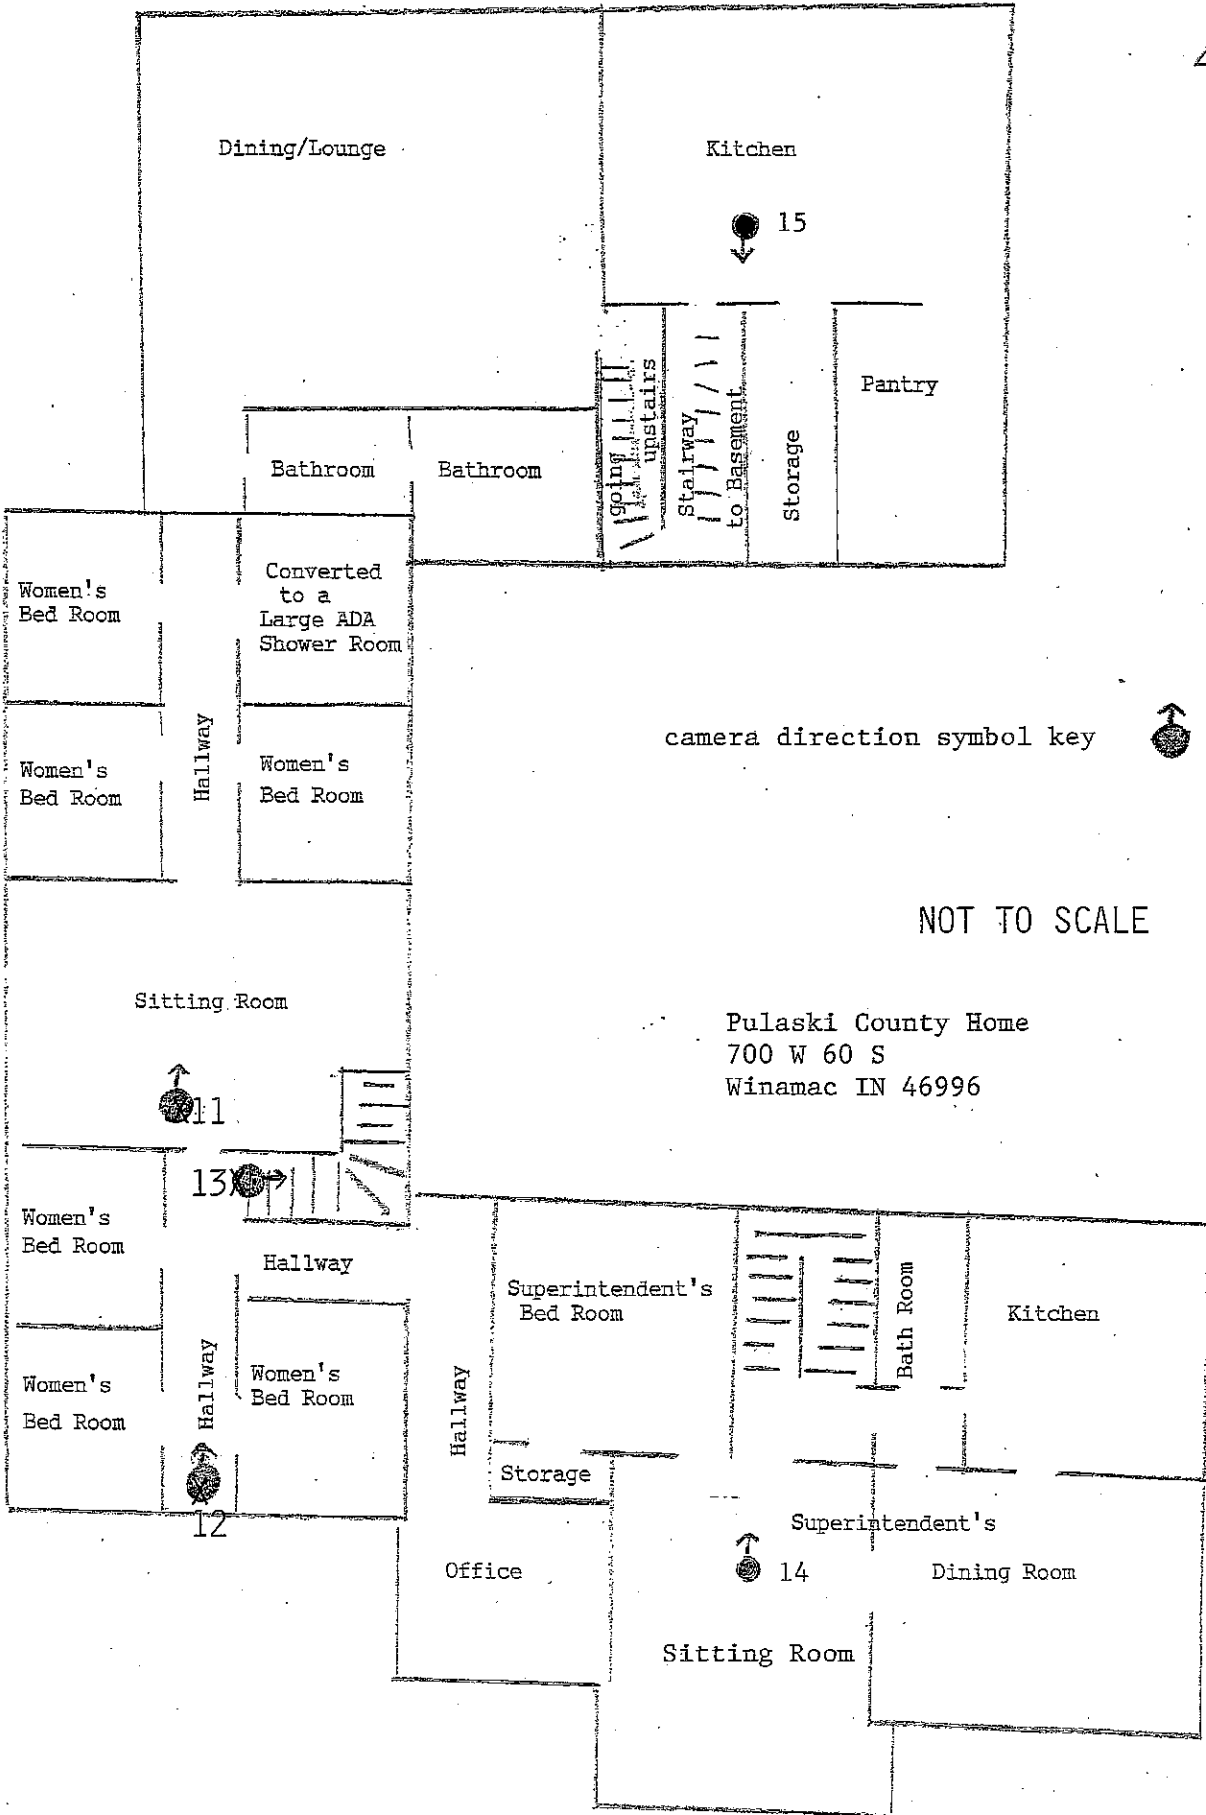 Dining/Lounge
Kitchen
15
going
upstairs
Stairway
to Basement
Storage
Pantry
Bathroom
Bathroom
Women's
Bed Room
Converted
to a
Large ADA
Shower Room
Hallway
Women's
Bed Room
Women's
Bed Room
camera direction symbol key
NOT TO SCALE
Sitting Room
Pulaski County Home
700 W 60 S
Winamac IN 46996
X11
13X
Women's
Bed Room
Hallway
Superintendent's
Bed Room
Bath Room
Kitchen
Women's
Bed Room
Hallway
Women's
Bed Room
Hallway
Storage
X
12
Superintendent's
Office
14
Dining Room
Sitting Room